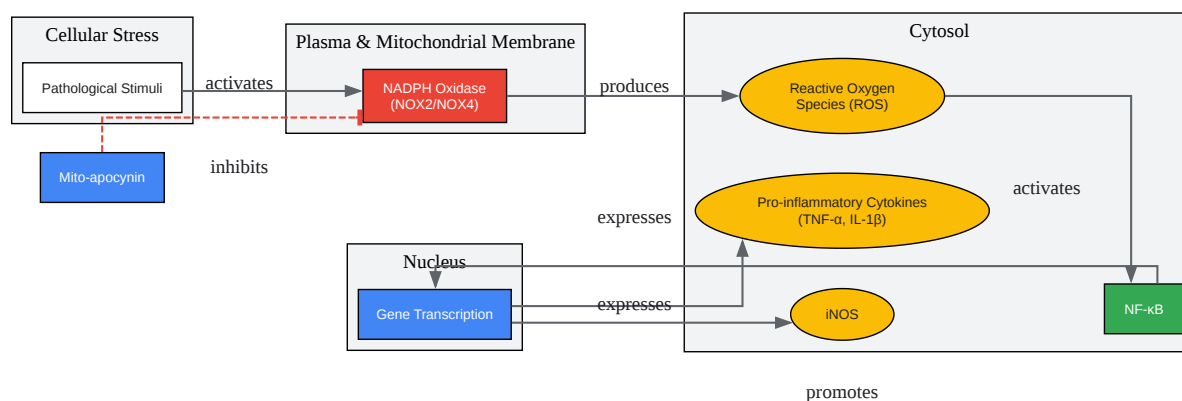 Cellular Stress
Pathological Stimuli
activates
Plasma & Mitochondrial Membrane
NADPH Oxidase
(NOX2/NOX4)
produces
Cytosol
Reactive Oxygen
Species (ROS)
Mito-apocynin
inhibits
Pro-inflammatory Cytokines
(TNF-α, IL-1β)
activates
expresses
Nucleus
Gene Transcription
expresses
iNOS
NF-κB
promotes